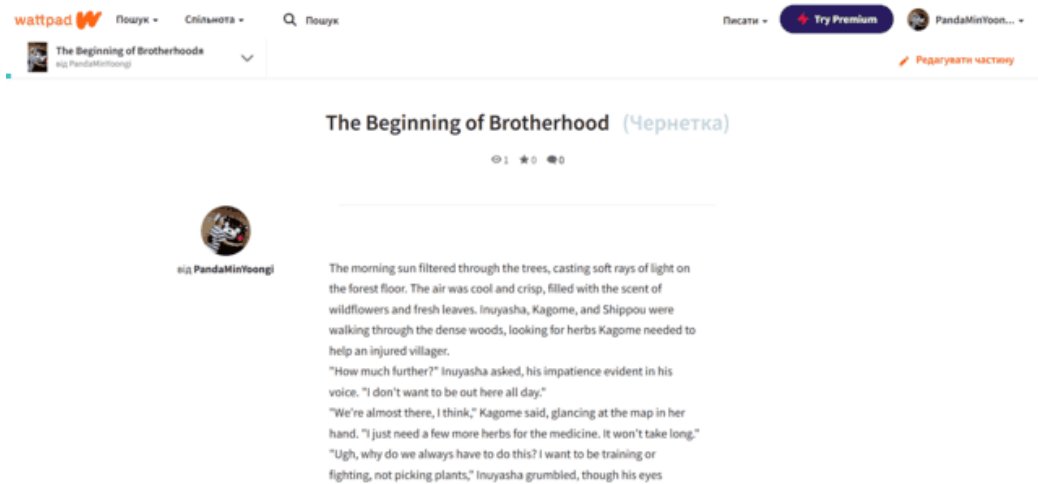 wattpad
Пошук
Спільнота
Пошук
Писати
Try Premium
PandaMinYoon...
The Beginning of Brotherhood
від PandaMinYoongi
Редагувати частину
The Beginning of Brotherhood (Чернетка)
1 0 0
від PandaMinYoongi
The morning sun filtered through the trees, casting soft rays of light on
the forest floor. The air was cool and crisp, filled with the scent of
wildflowers and fresh leaves. Inuyasha, Kagome, and Shippou were
walking through the dense woods, looking for herbs Kagome needed to
help an injured villager.
"How much further?" Inuyasha asked, his impatience evident in his
voice. "I don't want to be out here all day."
"We're almost there, I think," Kagome said, glancing at the map in her
hand. "I just need a few more herbs for the medicine. It won't take long."
"Ugh, why do we always have to do this? I want to be training or
fighting, not picking plants," Inuyasha grumbled, though his eyes